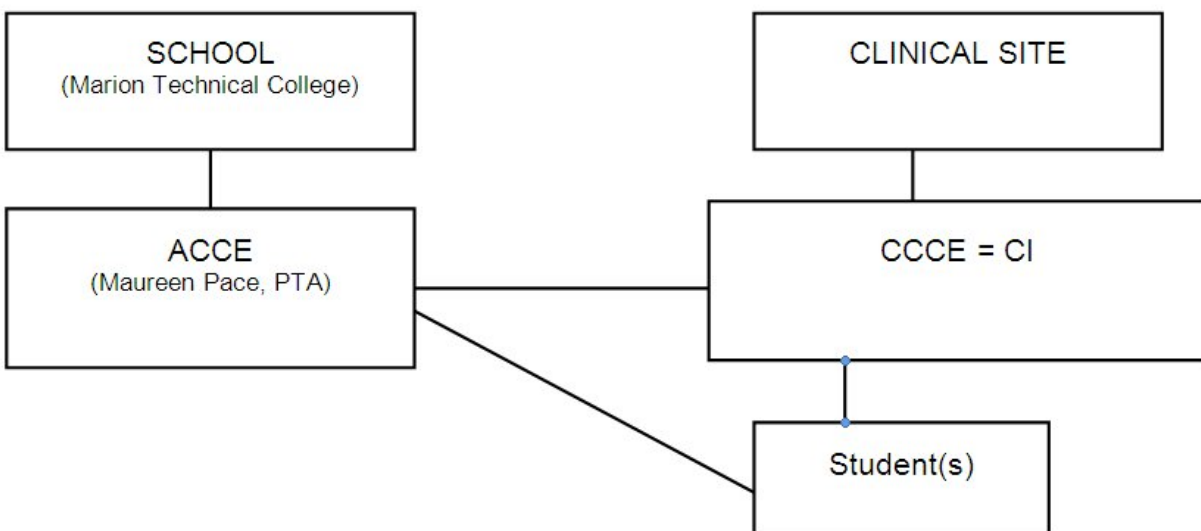 SCHOOL
(Marion Technical College)
CLINICAL SITE
ACCE
(Maureen Pace, PTA)
CCCE = CI
Student(s)